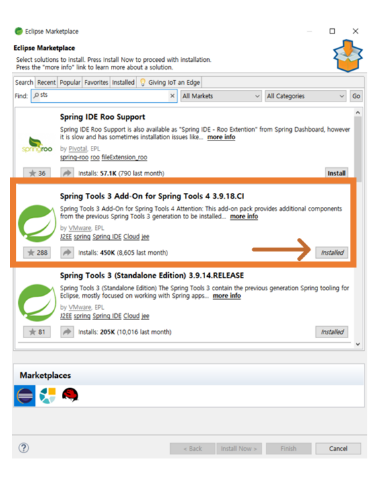 Eclipse Marketplace
Eclipse Marketplace
Select solutions to install. Press Install Now to proceed with installation.
Press the "more info" link to learn more about a solution.
Search Recent Popular Favorites Installed Giving IoT an Edge
Find: sts All Markets All Categories Go
Spring IDE Roo Support
Spring IDE Roo Support is also available as "Spring IDE - Roo Extention" from Spring Dashboard, however
it is slow and has sometimes installation issues like... more info
by Pivotal, EPL
spring-roo roo fileExtension_roo
spring roo
36 Installs: 57.1K (790 last month) Install
Spring Tools 3 Add-On for Spring Tools 4 3.9.18.CI
Spring Tools 3 Add-On for Spring Tools 4 Attention: This add-on pack provides additional components
from the previous Spring Tools 3 generation to be installed... more info
by VMware, EPL
J2EE spring Spring IDE Cloud jee
288 Installs: 450K (8,605 last month) Installed
Spring Tools 3 (Standalone Edition) 3.9.14.RELEASE
Spring Tools 3 (Standalone Edition) The Spring Tools 3 contain the previous generation Spring tooling for
Eclipse, mostly focused on working with Spring apps... more info
by VMware, EPL
J2EE spring Spring IDE Cloud jee
81 Installs: 205K (10,016 last month) Installed
Marketplaces
< Back Install Now > Finish Cancel